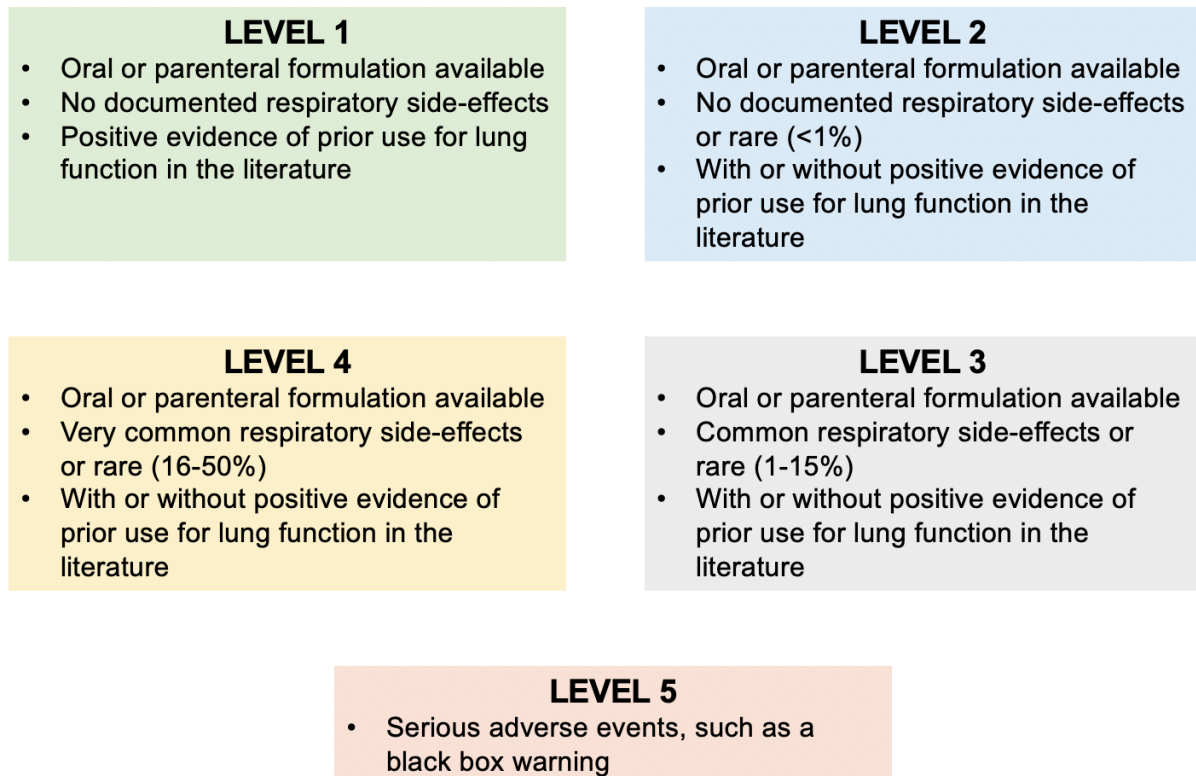 LEVEL 1
• Oral or parenteral formulation available
• No documented respiratory side-effects
• Positive evidence of prior use for lung
function in the literature
LEVEL 2
• Oral or parenteral formulation available
• No documented respiratory side-effects
or rare (<1%)
• With or without positive evidence of
prior use for lung function in the
literature
LEVEL 4
• Oral or parenteral formulation available
• Very common respiratory side-effects
or rare (16-50%)
• With or without positive evidence of
prior use for lung function in the
literature
LEVEL 3
• Oral or parenteral formulation available
• Common respiratory side-effects or
rare (1-15%)
• With or without positive evidence of
prior use for lung function in the
literature
LEVEL 5
• Serious adverse events, such as a
black box warning